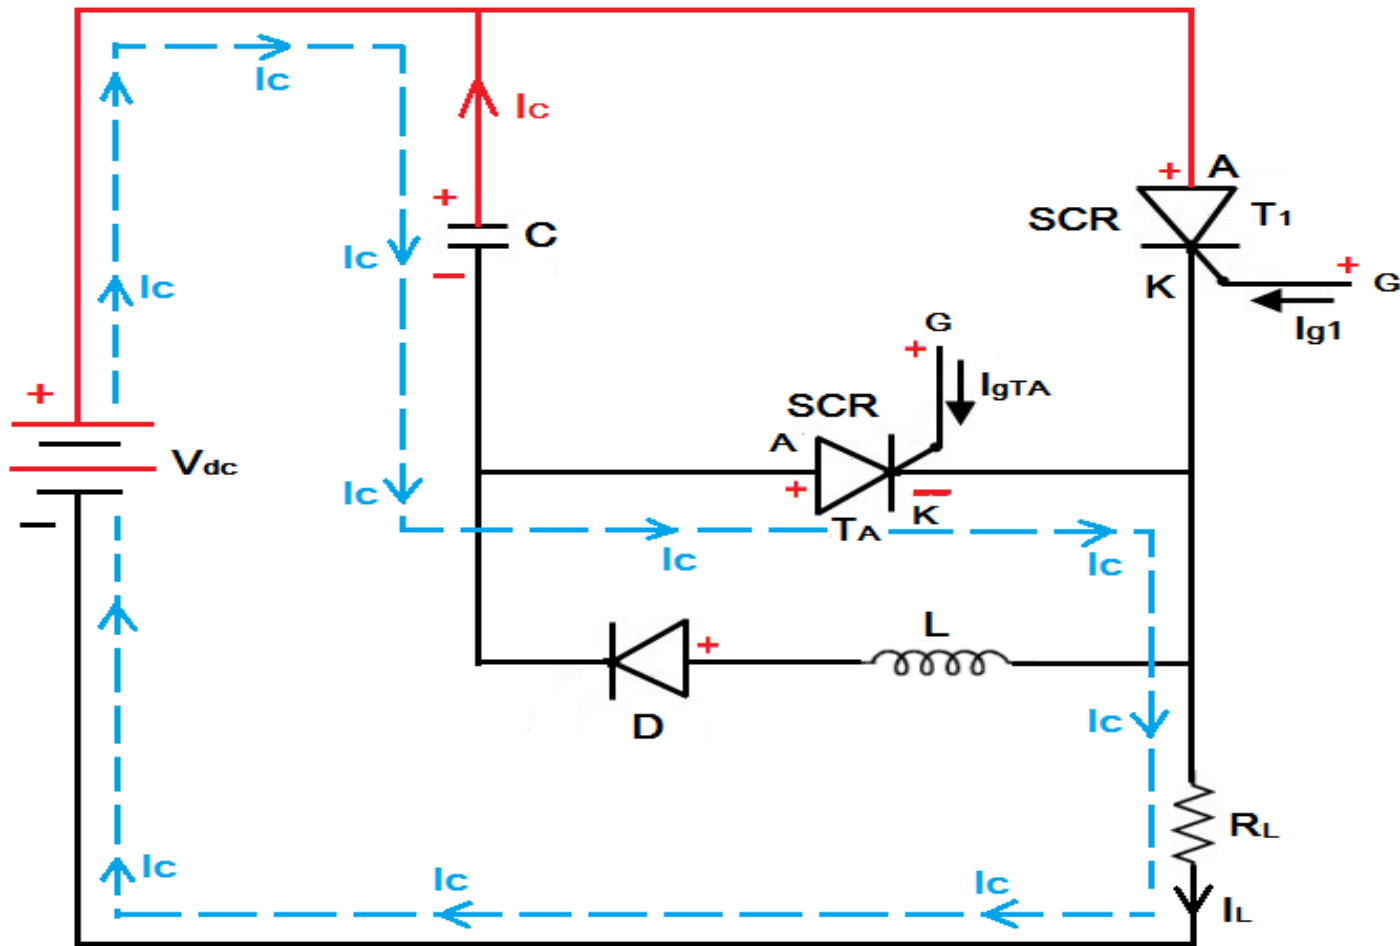 Ic
Ic
A
+
SCR
T1
+
C
Ic
Ic
−
Ic
K
+
G
Ig1
G
+
IgTA
SCR
+
A
Vdc
Ic
+
K
−
−
TA
Ic
Ic
L
+
D
Ic
RL
Ic
Ic
Ic
IL